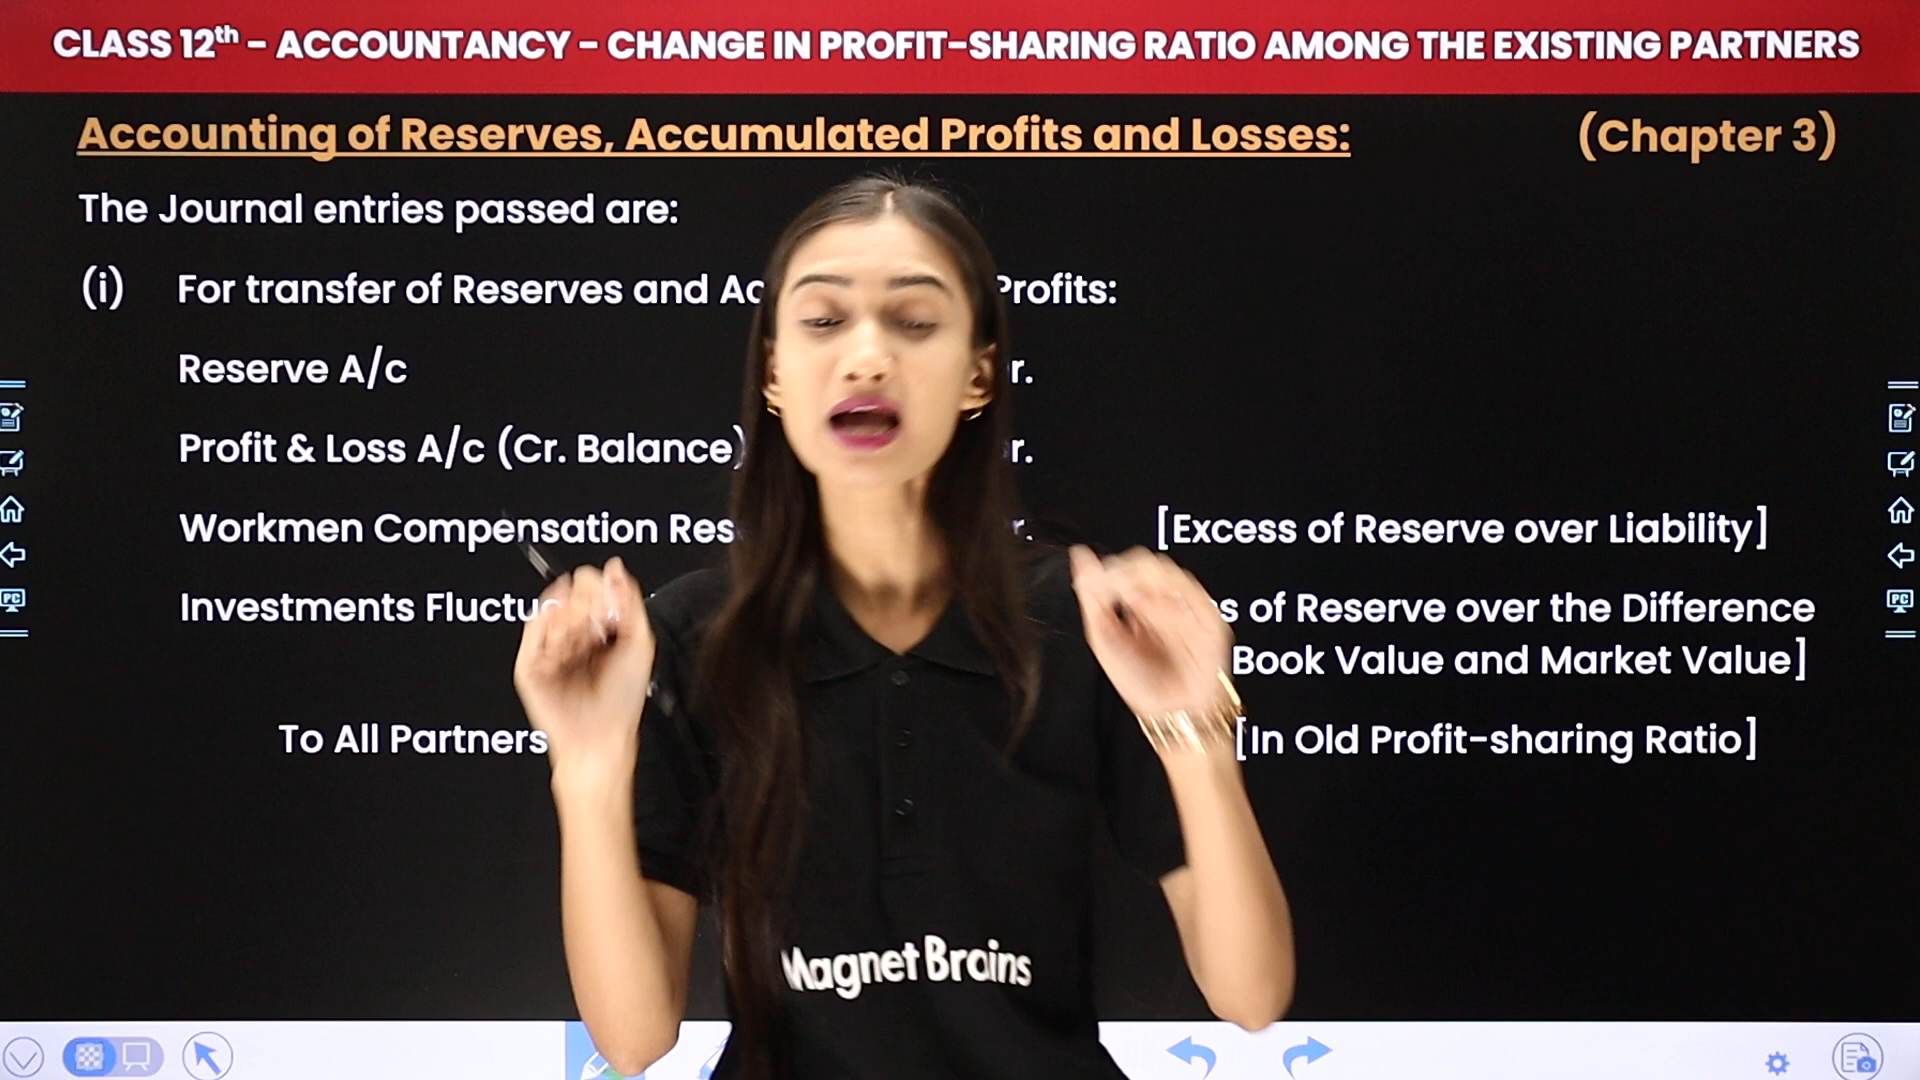 CLASS 12th - ACCOUNTANCY - CHANGE IN PROFIT-SHARING RATIO AMONG THE EXISTING PARTNERS
Accounting of Reserves, Accumulated Profits and Losses: (Chapter 3)
The Journal entries passed are:
(i) For transfer of Reserves and Profits:
Reserve A/c
Profit & Loss A/c (Cr. Balance)
Workmen Compensation [Excess of Reserve over Liability]
Investments of Reserve over the Difference
Book Value and Market Value]
To All Partners [In Old Profit-sharing Ratio]
Magnet Brains
PC
PC